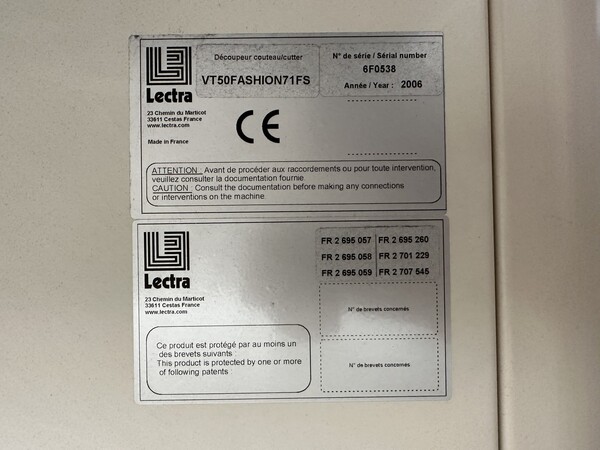 Lectra
23 Chemin du Marticot
33611 Cestas France
www.lectra.com
Made in France
Découpeur couteau/cutter
VT50FASHION71FS
N° de série / Serial number
6F0538
Année / Year : 2006
CE
ATTENTION : Avant de procéder aux raccordements ou pour toute intervention,
veuillez consulter la documentation fournie.
CAUTION : Consult the documentation before making any connections
or interventions on the machine
Lectra
23 Chemin du Marticot
33611 Cestas France
www.lectra.com
FR 2 695 057 FR 2 695 260
FR 2 695 058 FR 2 701 229
FR 2 695 059 FR 2 707 545
N° de brevets concernés
N° de brevets concernés
Ce produit est protégé par au moins un
des brevets suivants :
This product is protected by one or more
of following patents :